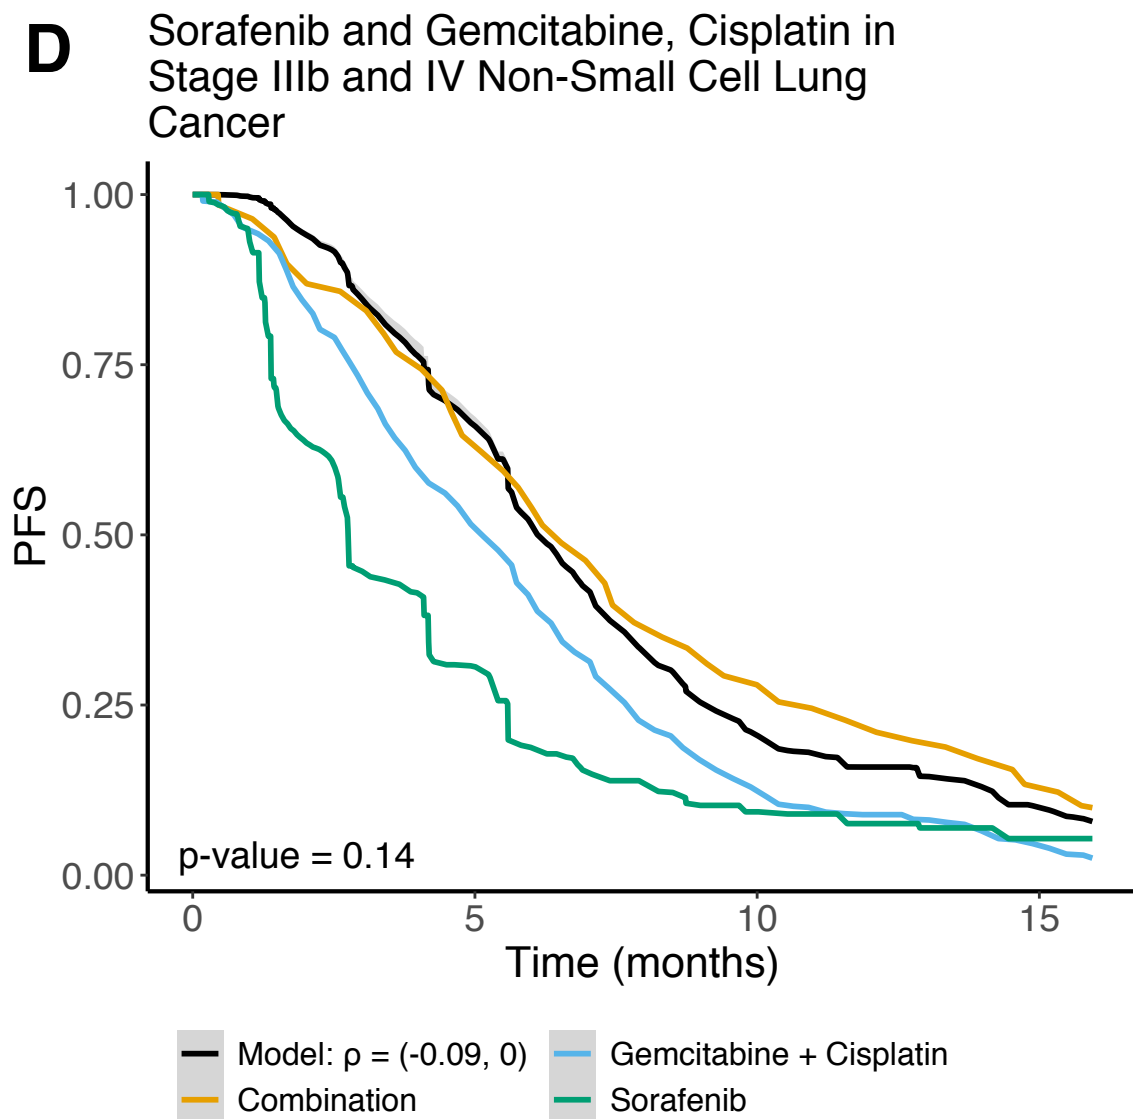 D
Sorafenib and Gemcitabine, Cisplatin in
Stage IIIb and IV Non-Small Cell Lung
Cancer
PFS
1.00
0.75
0.50
0.25
0.00
p-value = 0.14
0 5 10 15
Time (months)
Model: ρ = (-0.09, 0)
Gemcitabine + Cisplatin
Combination
Sorafenib